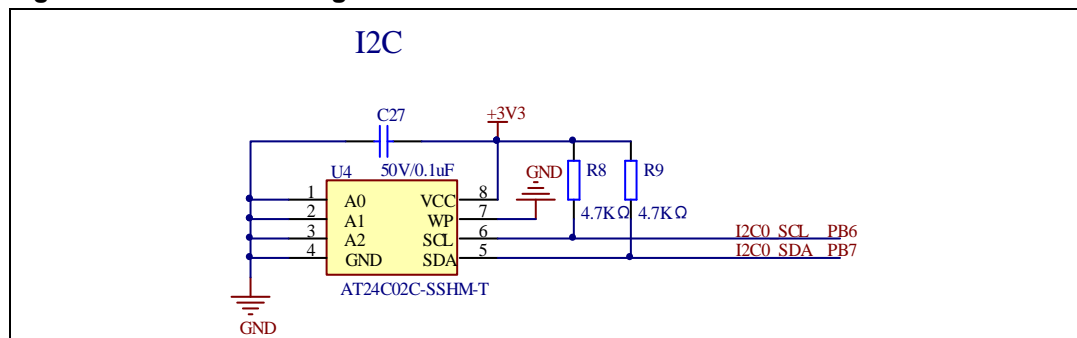 I2C
C27
+3V3
U4
50V/0.1uF
GND
R8
R9
1 A0 VCC 8
2 A1 WP 7
3 A2 SCL 6
4 GND SDA 5
4.7KΩ 4.7KΩ
I2C0_SCL PB6
I2C0_SDA PB7
AT24C02C-SSHM-T
GND